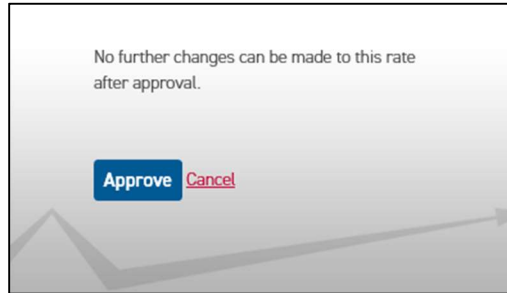 No further changes can be made to this rate
after approval.
Approve Cancel